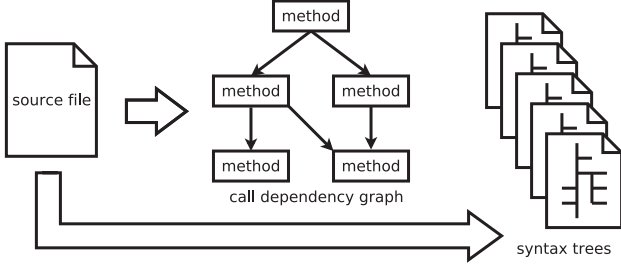 method
source file
method
method
method
method
call dependency graph
syntax trees